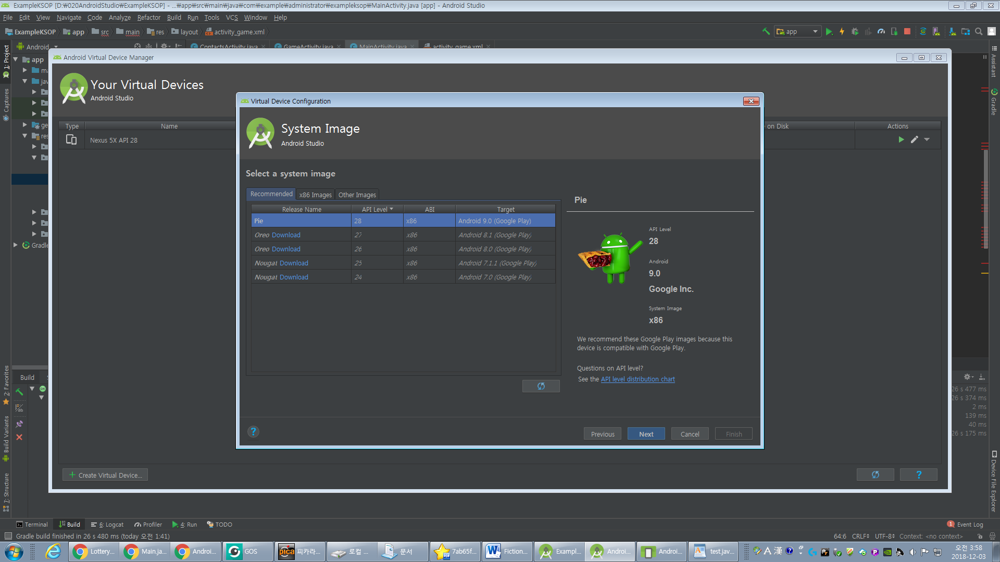 ExampleKSOP [D:₩020AndroidStudio₩ExampleKSOP] - ...₩app₩src₩main₩java₩com₩example₩administrator₩exampleksop₩MainActivity.java [app] - Android Studio
File Edit View Navigate Code Analyze Refactor Build Run Tools VCS Window Help
ExampleKSOP app src main res layout activity_game.xml app
Android ContactsActivity.java GameActivity.java MainActivity.java activity_game.xml
1: Project
Captures
2: Favorites
Build Variants
7: Structure
Assistant
Gradle
Device File Explorer
app
ma
jav
ge
res
Gradle
Android Virtual Device Manager
Your Virtual Devices
Android Studio
Type Name on Disk Actions
Nexus 5X API 28
Virtual Device Configuration
System Image
Android Studio
Select a system image
Recommended x86 Images Other Images
Release Name API Level ABI Target
Pie 28 x86 Android 9.0 (Google Play)
Oreo Download 27 x86 Android 8.1 (Google Play)
Oreo Download 26 x86 Android 8.0 (Google Play)
Nougat Download 25 x86 Android 7.1.1 (Google Play)
Nougat Download 24 x86 Android 7.0 (Google Play)
Pie
API Level
28
Android
9.0
Google Inc.
System Image
x86
We recommend these Google Play images because this
device is compatible with Google Play.
Questions on API level?
See the API level distribution chart
? Previous Next Cancel Finish
Create Virtual Device...
?
Build
26 s 477 ms
26 s 374 ms
2 ms
139 ms
40 ms
26 s 175 ms
Terminal Build 6: Logcat Profiler 4: Run TODO 1 Event Log
Gradle build finished in 26 s 480 ms (today 오전 1:41) 64:6 CRLF UTF-8 Context: <no context>
Lottery... Main.ja... Androi... GOS pica 피카라... 로컬 ... 문서 7ab65f... Fiction... Exampl... Androi... Androi... test.jav... A 漢
오전 3:58
2018-12-03